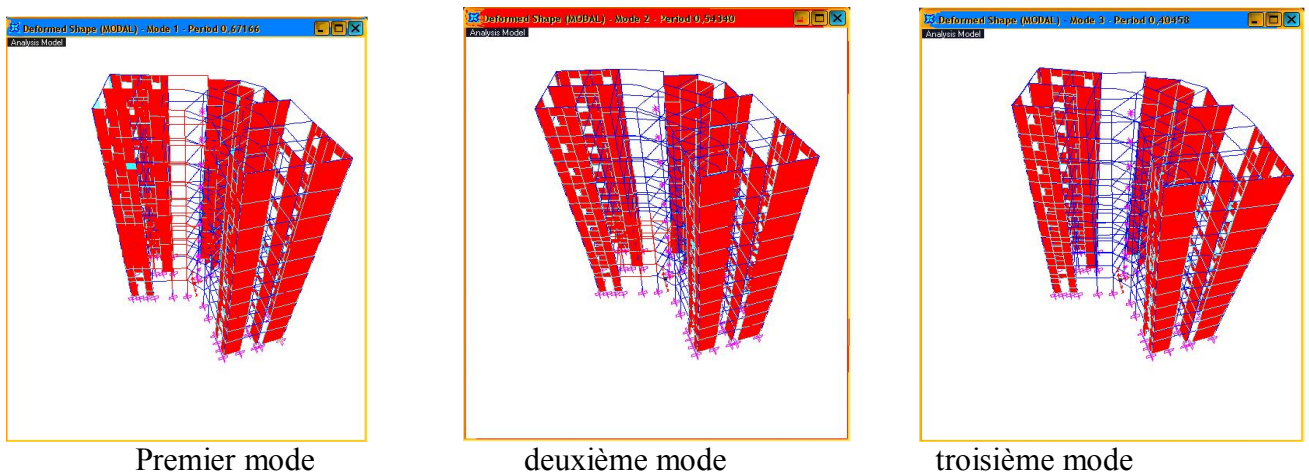 Deformed Shape (MODAL) - Mode 1 - Period 0,67166
Analysis Model
Deformed Shape (MODAL) - Mode 2 - Period 0,54340
Analysis Model
Deformed Shape (MODAL) - Mode 3 - Period 0,40458
Analysis Model
Premier mode
deuxième mode
troisième mode